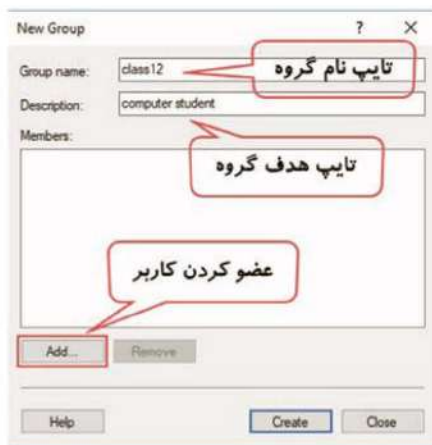 New Group ? ×
Group name: class12
تایپ نام گروه
Description: computer student
Members:
تایپ هدف گروه
عضو کردن کاربر
Add... Remove
Help Create Close